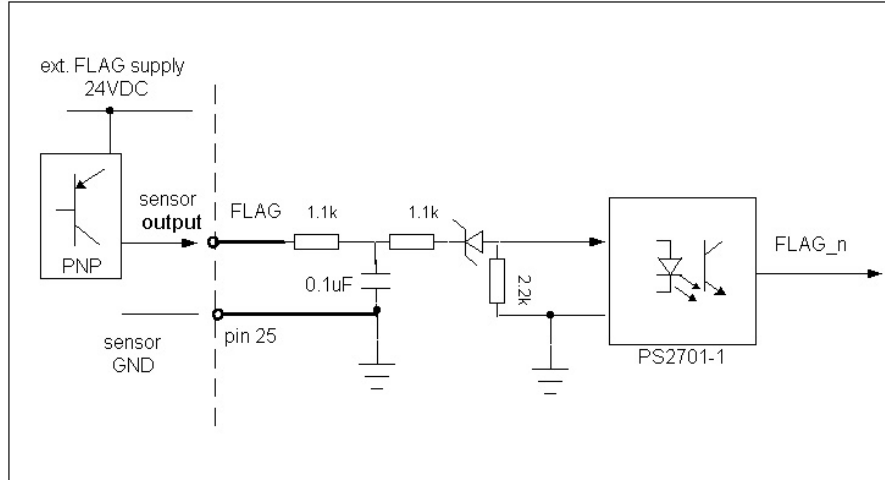 ext. FLAG supply
24VDC
sensor
output
PNP
FLAG
1.1k
1.1k
0.1uF
2.2k
pin 25
sensor
GND
FLAG_n
PS2701-1